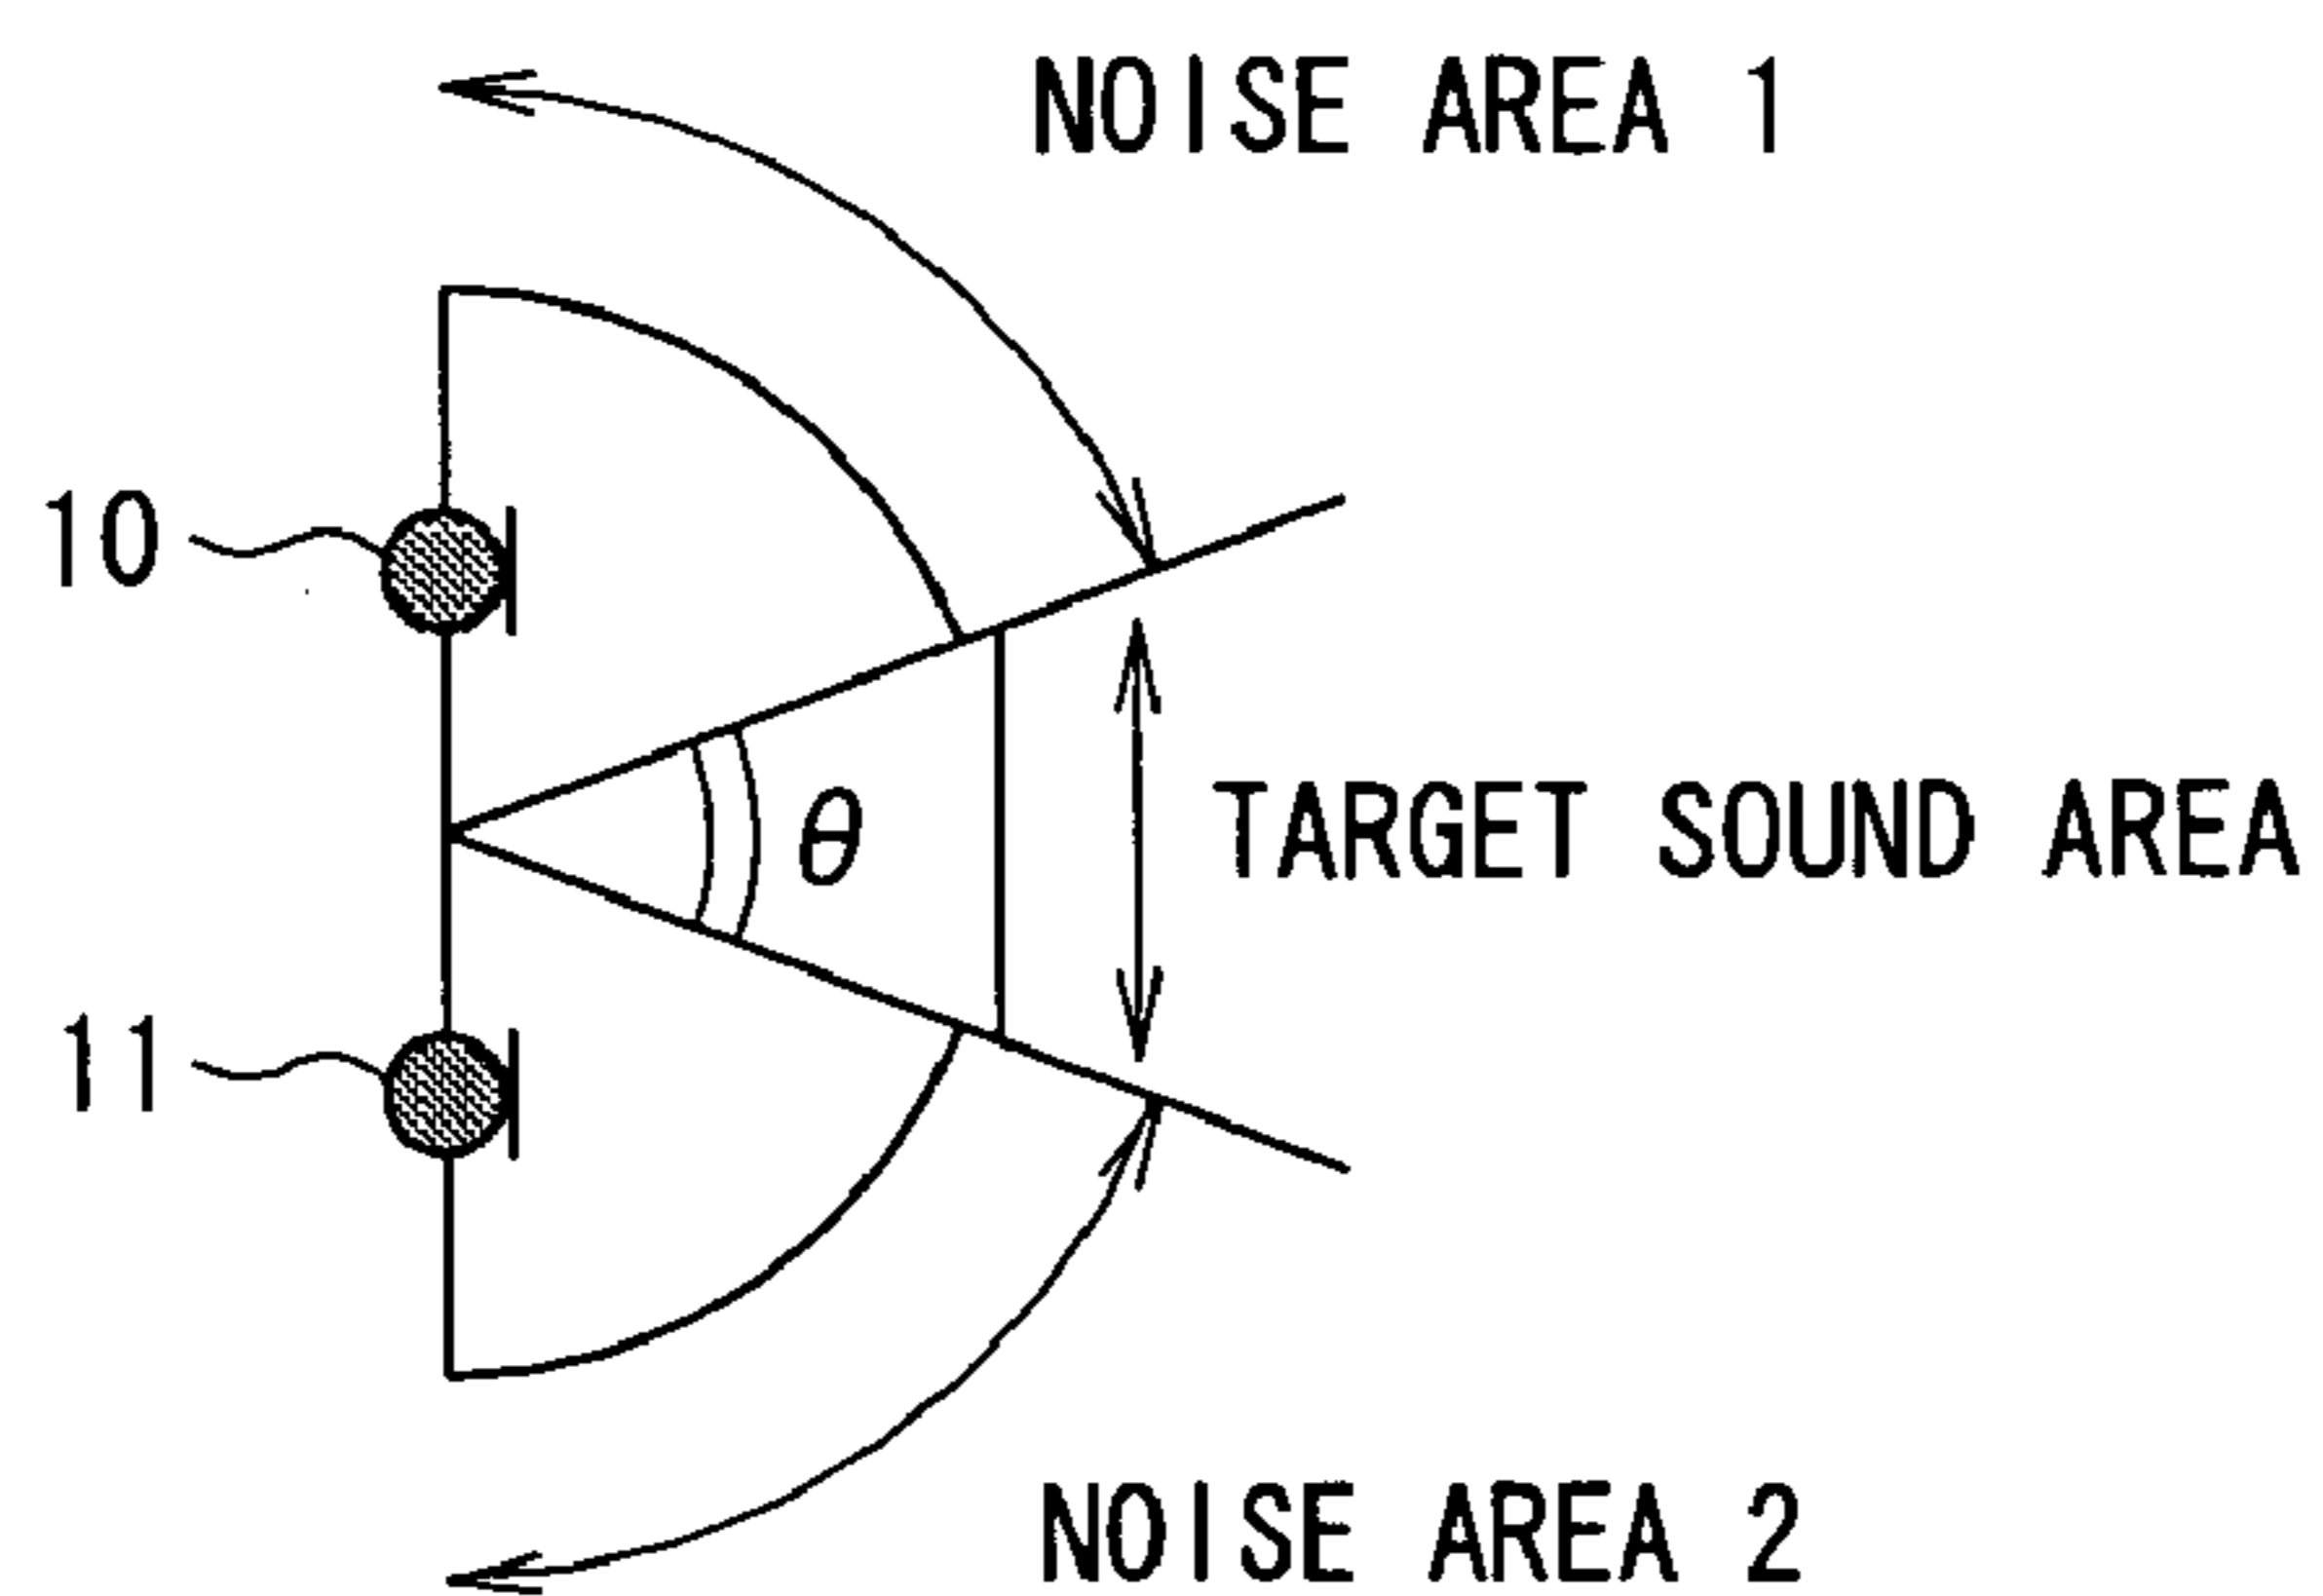 NOISE AREA 1
10
θ
TARGET SOUND AREA
11
NOISE AREA 2